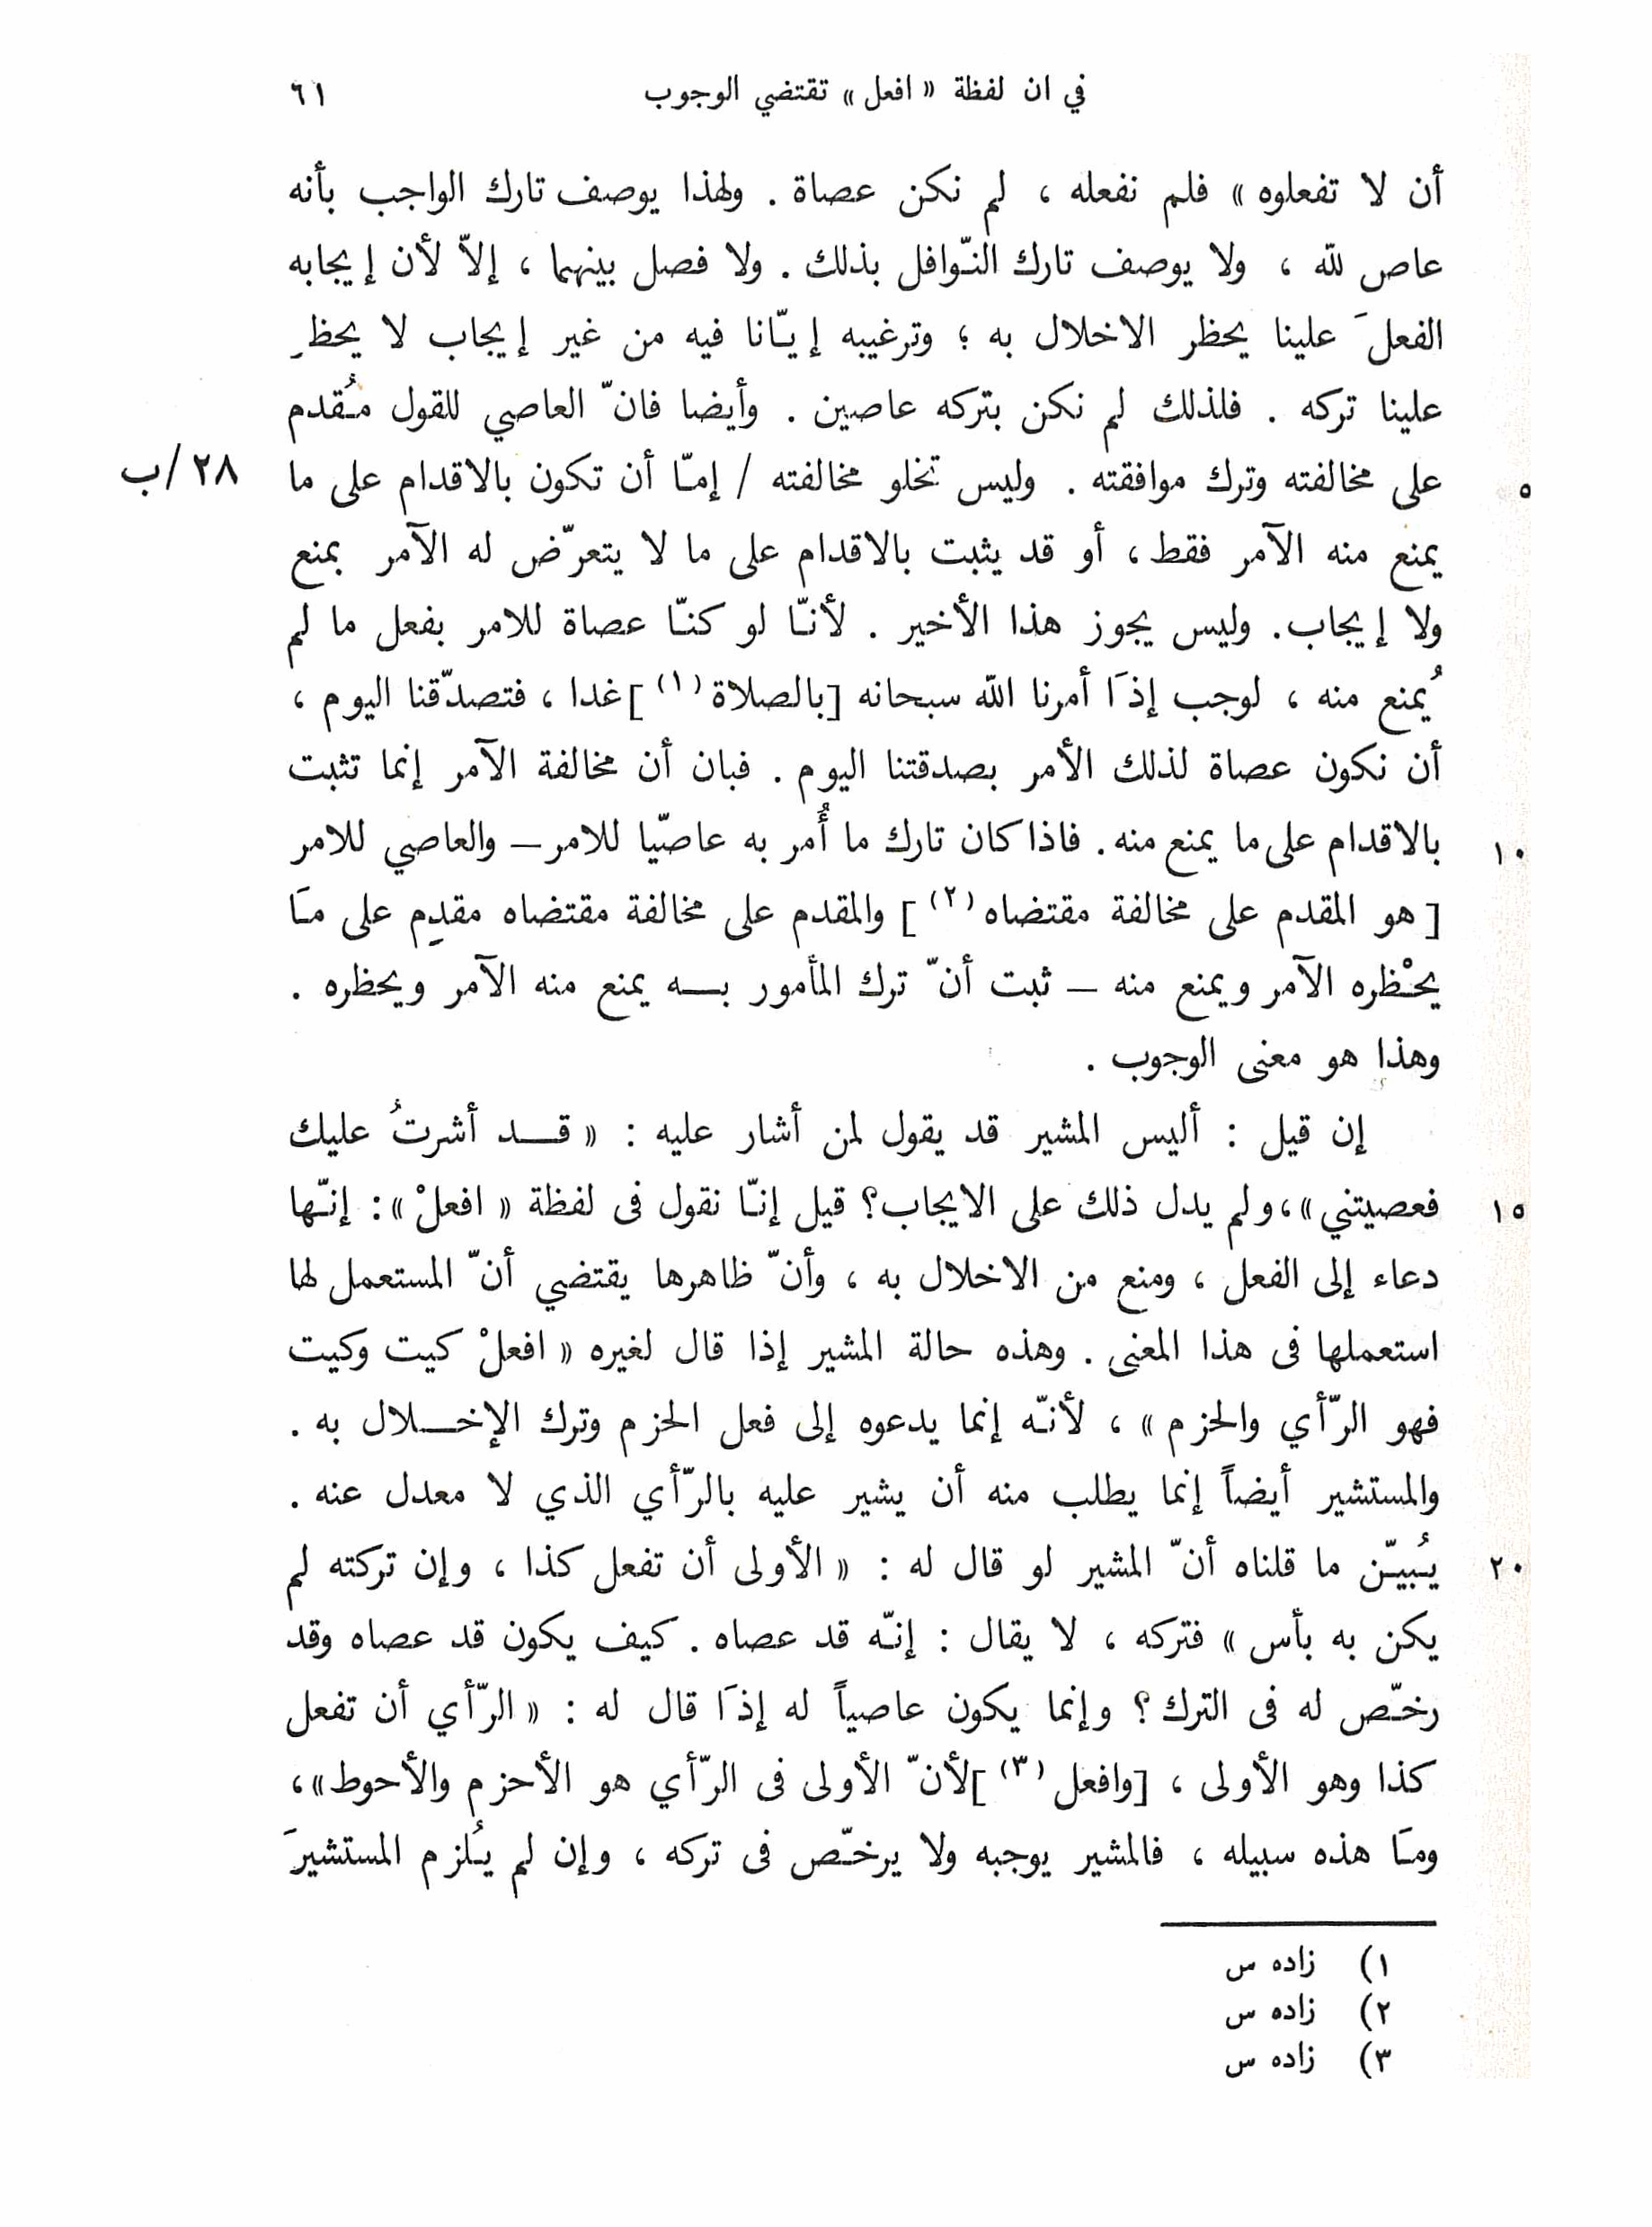 في ان لفظة « افعل » تقتضي الوجوب ٦١
أن لا تفعلوه » فلم نفعله ، لم نكن عصاة . ولهذا يوصف تارك الواجب بأنه
عاص لله ، ولا يوصف تارك النّوافل بذلك . ولا فصل بينهما ، إلاّ لأن إيجابه
الفعلَ علينا يحظر الاخلال به ؛ وترغيبه إيّانا فيه من غير إيجاب لا يحظرِ
علينا تركه . فلذلك لم نكن بتركه عاصين . وأيضا فانّ العاصي للقول مُقدم
على مخالفته وترك موافقته . وليس تخلو مخالفته / إمّا أن تكون بالاقدام على ما ٢٨/ب ٥
يمنع منه الآمر فقط ، أو قد يثبت بالاقدام على ما لا يتعرّض له الآمر بمنع
ولا إيجاب . وليس يجوز هذا الأخير . لأنّا لو كنّا عصاة للامر بفعل ما لم
يُمنع منه ، لوجب إذَا أمرنا الله سبحانه [بالصلاة (١) ] غدا ، فتصدّقنا اليوم ،
أن نكون عصاة لذلك الأمر بصدقتنا اليوم . فبان أن مخالفة الآمر إنما تثبت
بالاقدام على ما يمنع منه . فاذا كان تارك ما أُمر به عاصّيا للامر – والعاصي للامر ١٠
[ هو المقدم على مخالفة مقتضاه (٢) ] والمقدم على مخالفة مقتضاه مقدِم على مَا
يحْظره الآمر ويمنع منه – ثبت أنّ ترك المأمور بـه يمنع منه الآمر ويحظره .
وهذا هو معنى الوجوب .
إن قيل : أليس المشير قد يقول لمن أشار عليه : « قـد أشرتُ عليك
فعصيتني » ، ولم يدل ذلك على الايجاب ؟ قيل إنّا نقول فى لفظة « افعلْ » : إنّها ١٥
دعاء إلى الفعل ، ومنع من الاخلال به ، وأنّ ظاهرها يقتضي أنّ المستعمل لها
استعملها فى هذا المعنى . وهذه حالة المشير إذا قال لغيره « افعلْ كيت وكيت
فهو الرّأي والحزم » ، لأنّه إنما يدعوه إلى فعل الحزم وترك الإخـلال به .
والمستشير أيضاً إنما يطلب منه أن يشير عليه بالرّأي الذي لا معدل عنه .
يُبيّن ما قلناه أنّ المشير لو قال له : « الأولى أن تفعل كذا ، وإن تركته لم ٢٠
يكن به بأس » فتركه ، لا يقال : إنّه قد عصاه . كيف يكون قد عصاه وقد
رخّص له فى الترك ؟ وإنما يكون عاصياً له إذَا قال له : « الرّأي أن تفعل
كذا وهو الأولى ، [وافعل (٣) ] لأنّ الأولى فى الرّأي هو الأحزم والأحوط » ،
ومَا هذه سبيله ، فالمشير يوجبه ولا يرخّص فى تركه ، وإن لم يُلزم المستشيرَ
١) زاده س
٢) زاده س
٣) زاده س